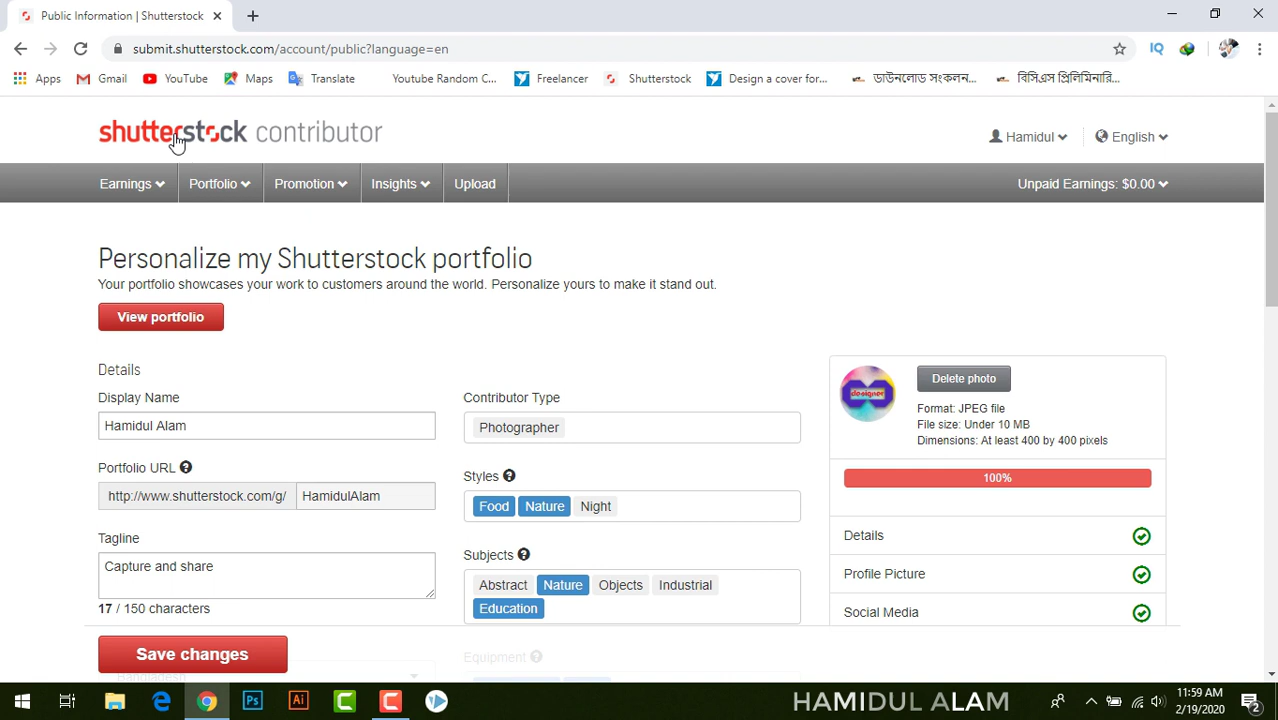 Public Information | Shutterstock
submit.shutterstock.com/account/public?language=en
Apps Gmail YouTube Maps Translate Youtube Random C... Freelancer Shutterstock Design a cover for... ডাউনলোড সংকলন... বিসিএস প্রিলিমিনারি...
shutterstock contributor
Hamidul English
Earnings Portfolio Promotion Insights Upload Unpaid Earnings: $0.00
Personalize my Shutterstock portfolio
Your portfolio showcases your work to customers around the world. Personalize yours to make it stand out.
View portfolio
Details
Display Name
Hamidul Alam
Portfolio URL
http://www.shutterstock.com/g/ HamidulAlam
Tagline
Capture and share
17 / 150 characters
Save changes
Bangladesh
Contributor Type
Photographer
Styles
Food Nature Night
Subjects
Abstract Nature Objects Industrial
Education
Equipment
designer
Delete photo
Format: JPEG file
File size: Under 10 MB
Dimensions: At least 400 by 400 pixels
100%
Details
Profile Picture
Social Media
HAMIDUL ALAM
11:59 AM
2/19/2020
2